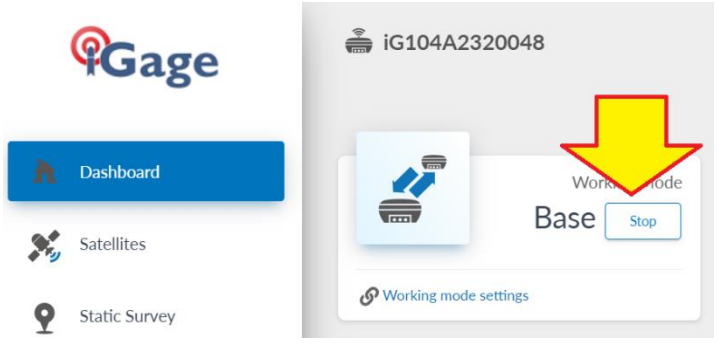 iGage
iG104A2320048
Dashboard
Working Mode
Base Stop
Satellites
Working mode settings
Static Survey